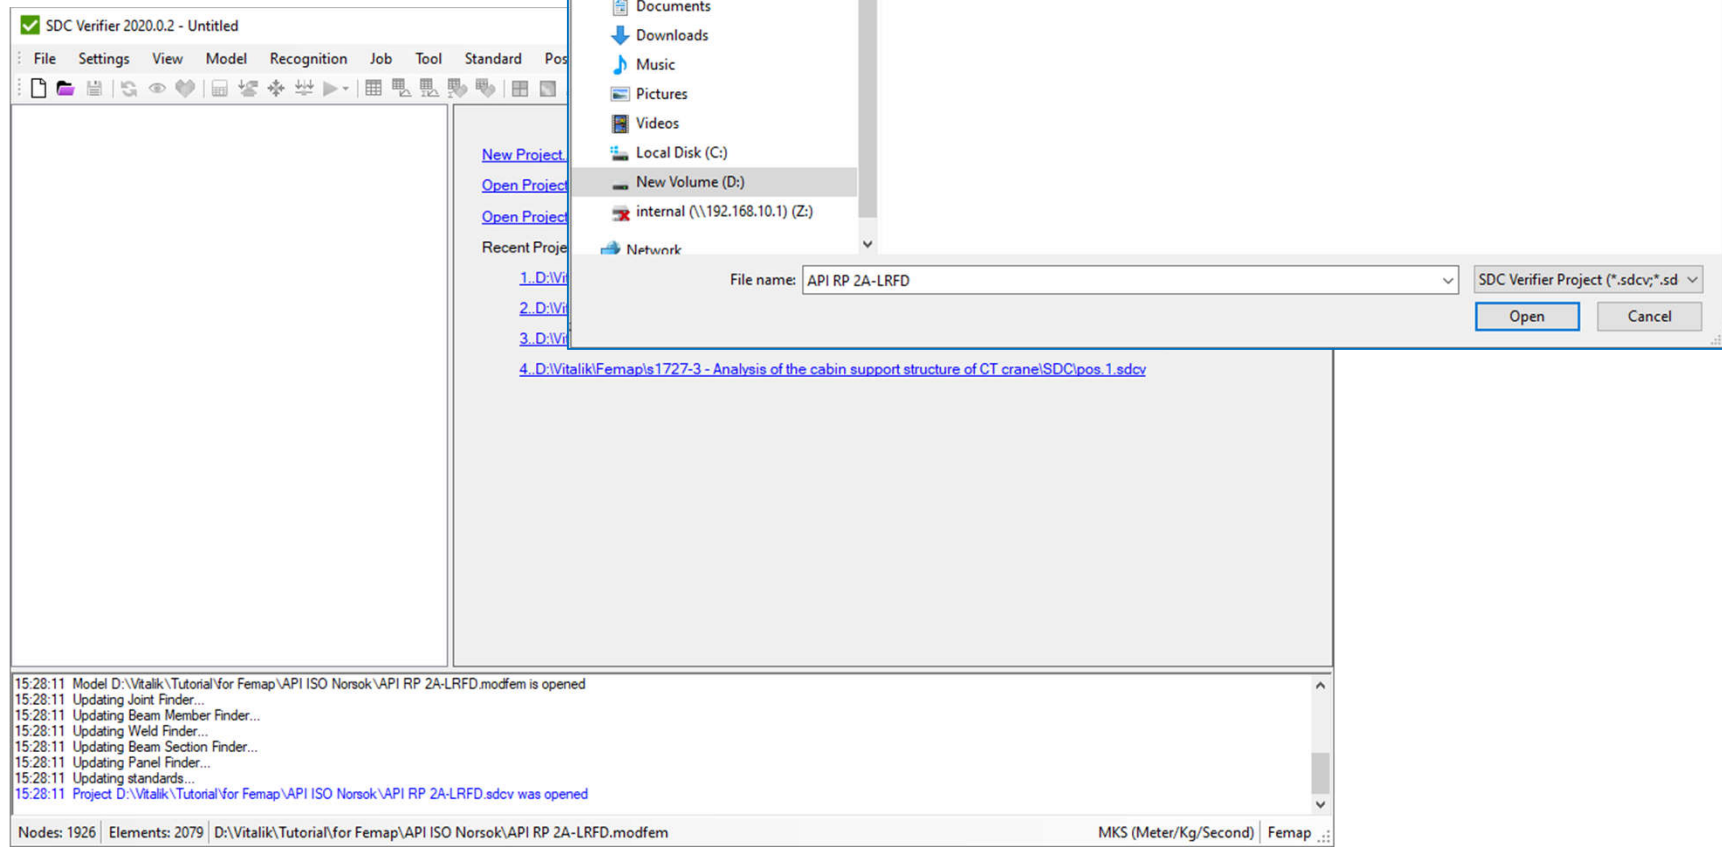 SDC Verifier 2020.0.2 - Untitled
File Settings View Model Recognition Job Tool Standard Pos
New Project.
Open Project
Open Project
Recent Proje
1..D:\Vi
2..D:\Vi
3..D:\Vi
4..D:\Vitalik\Femap\s1727-3 - Analysis of the cabin support structure of CT crane\SDC\pos.1.sdcv
Documents
Downloads
Music
Pictures
Videos
Local Disk (C:)
New Volume (D:)
internal (\\192.168.10.1) (Z:)
Network
File name: API RP 2A-LRFD
SDC Verifier Project (*.sdcv;*.sd
Open Cancel
15:28:11 Model D:\Vitalik\Tutorial\for Femap\API ISO Norsok\API RP 2A-LRFD.modfem is opened
15:28:11 Updating Joint Finder...
15:28:11 Updating Beam Member Finder...
15:28:11 Updating Weld Finder...
15:28:11 Updating Beam Section Finder...
15:28:11 Updating Panel Finder...
15:28:11 Updating standards...
15:28:11 Project D:\Vitalik\Tutorial\for Femap\API ISO Norsok\API RP 2A-LRFD.sdcv was opened
Nodes: 1926 Elements: 2079 D:\Vitalik\Tutorial\for Femap\API ISO Norsok\API RP 2A-LRFD.modfem MKS (Meter/Kg/Second) Femap